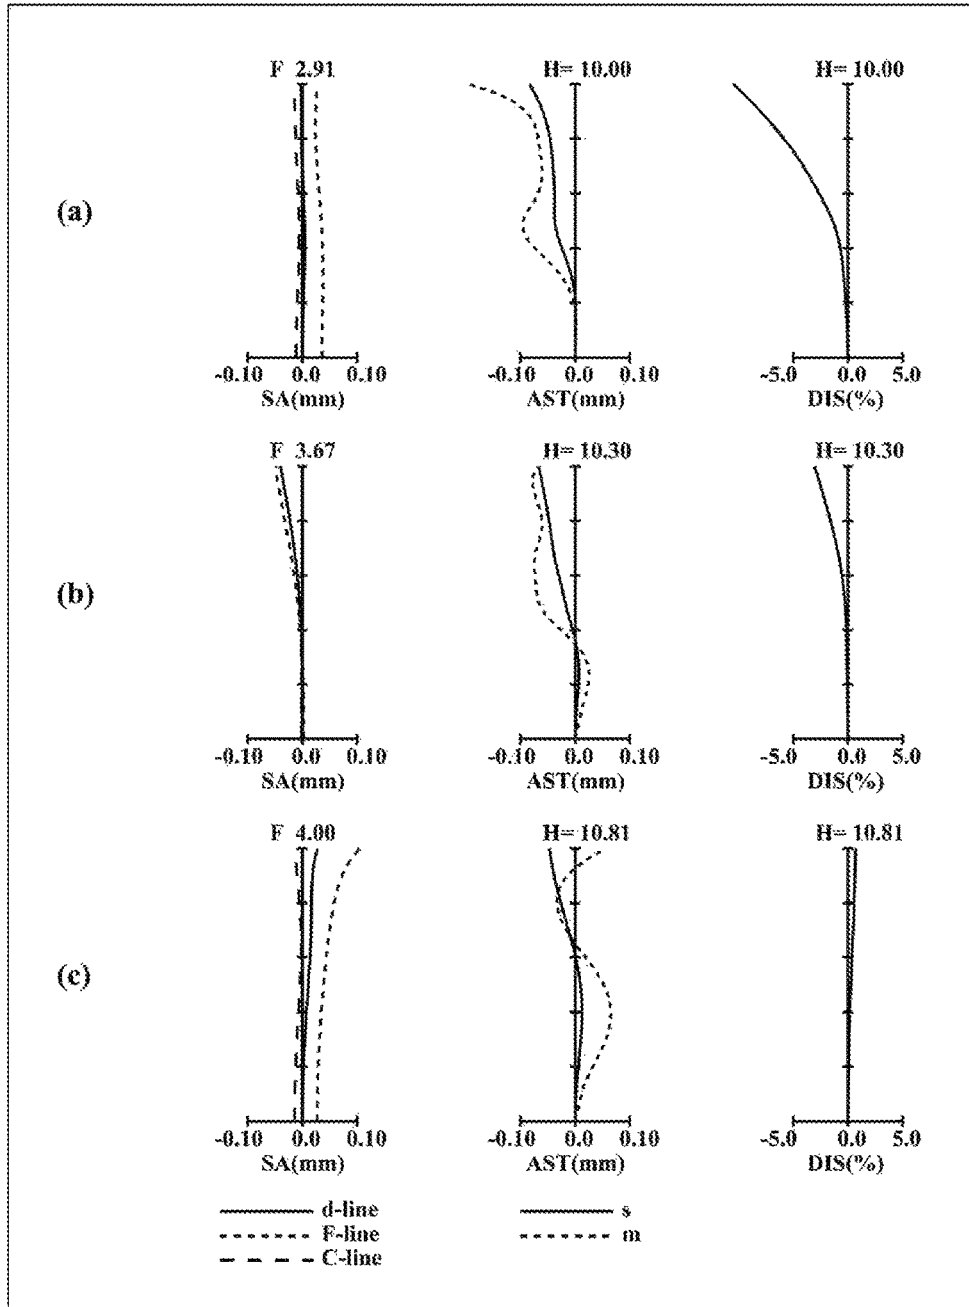 F 2.91 H= 10.00 H= 10.00
(a)
-0.10 0.0 0.10 -0.10 0.0 0.10 -5.0 0.0 5.0
SA(mm) AST(mm) DIS(%)
F 3.67 H= 10.30 H= 10.30
(b)
-0.10 0.0 0.10 -0.10 0.0 0.10 -5.0 0.0 5.0
SA(mm) AST(mm) DIS(%)
F 4.00 H= 10.81 H= 10.81
(c)
-0.10 0.0 0.10 -0.10 0.0 0.10 -5.0 0.0 5.0
SA(mm) AST(mm) DIS(%)
d-line s
F-line m
C-line